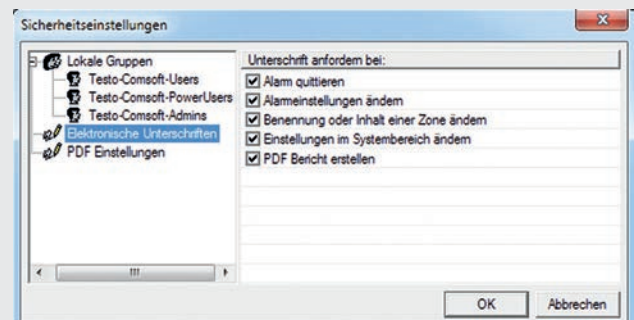 Sicherheitseinstellungen
Lokale Gruppen
Testo-Comsoft-Users
Testo-Comsoft-PowerUsers
Testo-Comsoft-Admins
Elektronische Unterschriften
PDF Einstellungen
Unterschrift anfordern bei:
Alarm quittieren
Alarmeinstellungen ändern
Benennung oder Inhalt einer Zone ändern
Einstellungen im Systembereich ändern
PDF Bericht erstellen
OK
Abbrechen